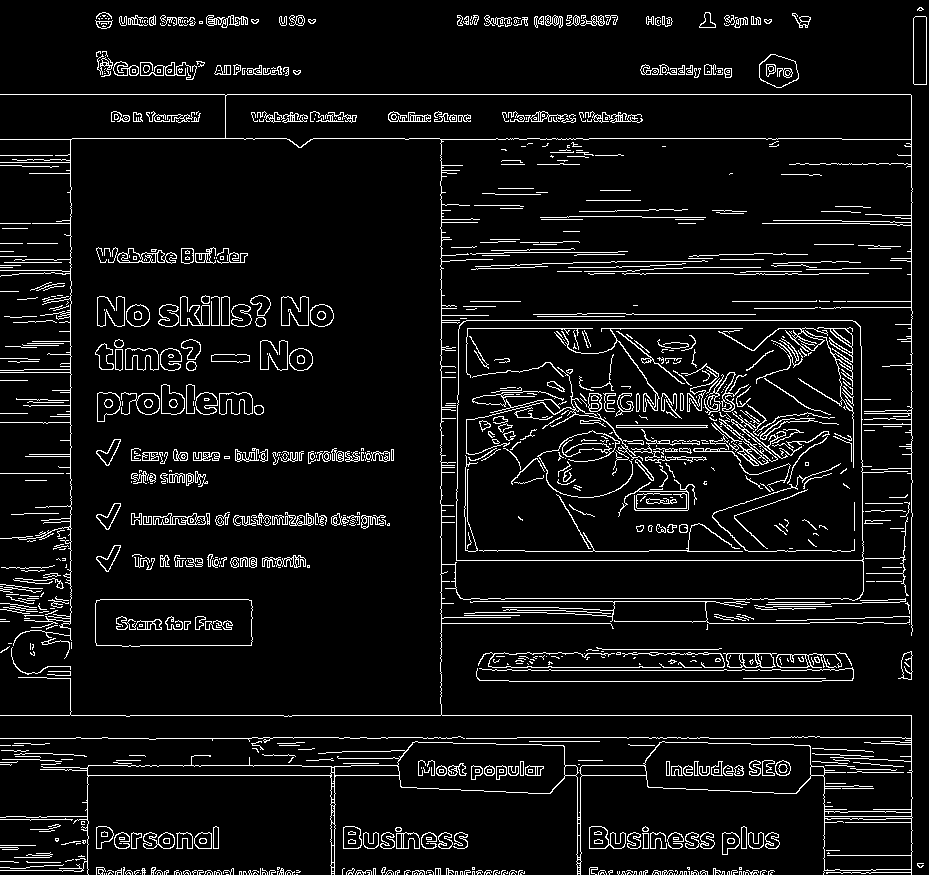 United States - English USD 24/7 Support (480) 505-8877 Help Sign In
GoDaddy™ All Products GoDaddy Blog Pro
Do It Yourself Website Builder Online Store WordPress Websites
Website Builder
No skills? No
time? — No
problem.
Easy to use - build your professional
site simply.
Hundreds! of customizable designs.
Try it free for one month.
Start for Free
BEGINNINGS
Most popular Includes SEO
Personal Business Business plus
Perfect for personal websites Ideal for small businesses For your growing business